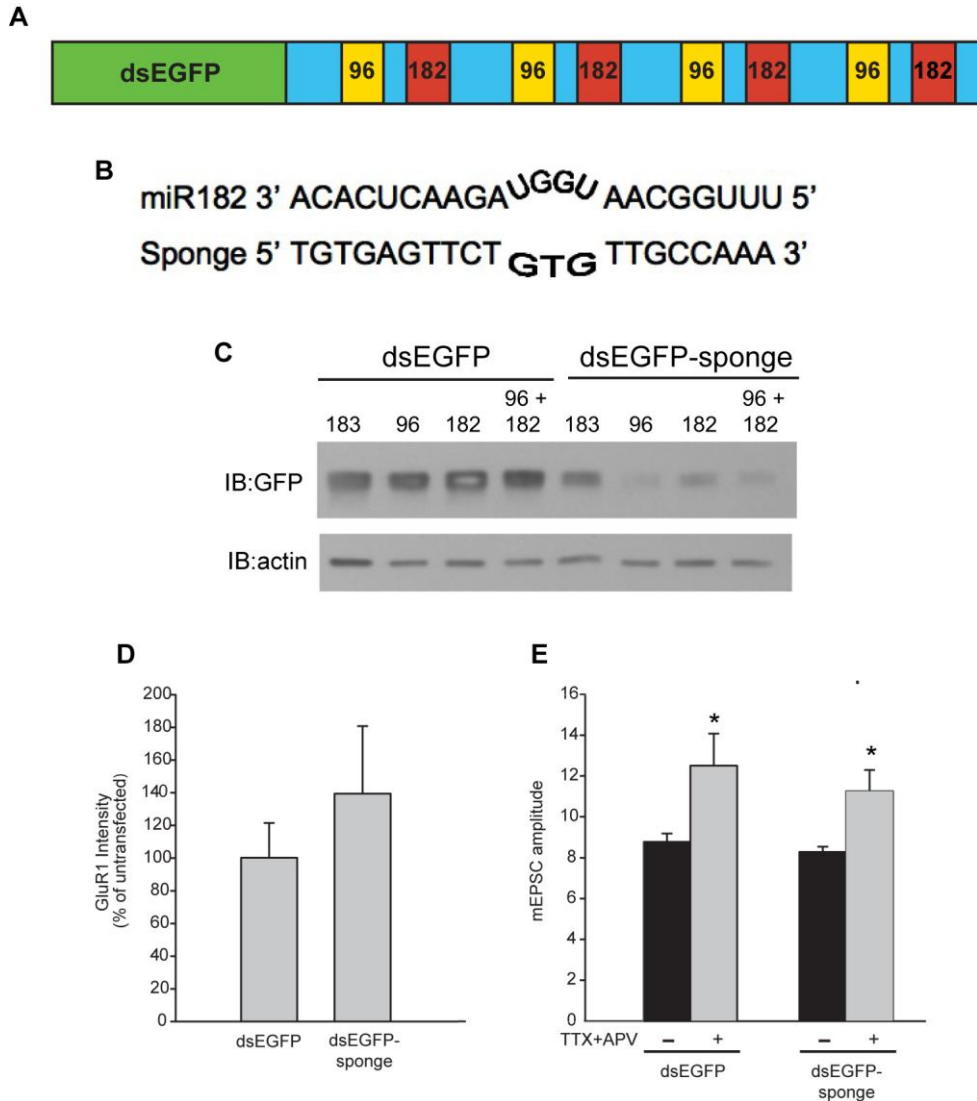 A
dsEGFP 96 182 96 182 96 182 96 182
B
miR182 3’ ACACUCAAGAUGGUAACGGUUU 5’
Sponge 5’ TGTGAGTTCT GTG TTGCCAAA 3’
C
dsEGFP dsEGFP-sponge
96 + 96 +
183 96 182 182 183 96 182 182
IB:GFP
IB:actin
D
GluR1 Intensity
(% of untransfected)
200
180
160
140
120
100
80
60
40
20
0
dsEGFP dsEGFP-
sponge
E
mEPSC amplitude
16
14
12
10
8
6
4
2
0
* *
TTX+APV – + – +
dsEGFP dsEGFP-
sponge